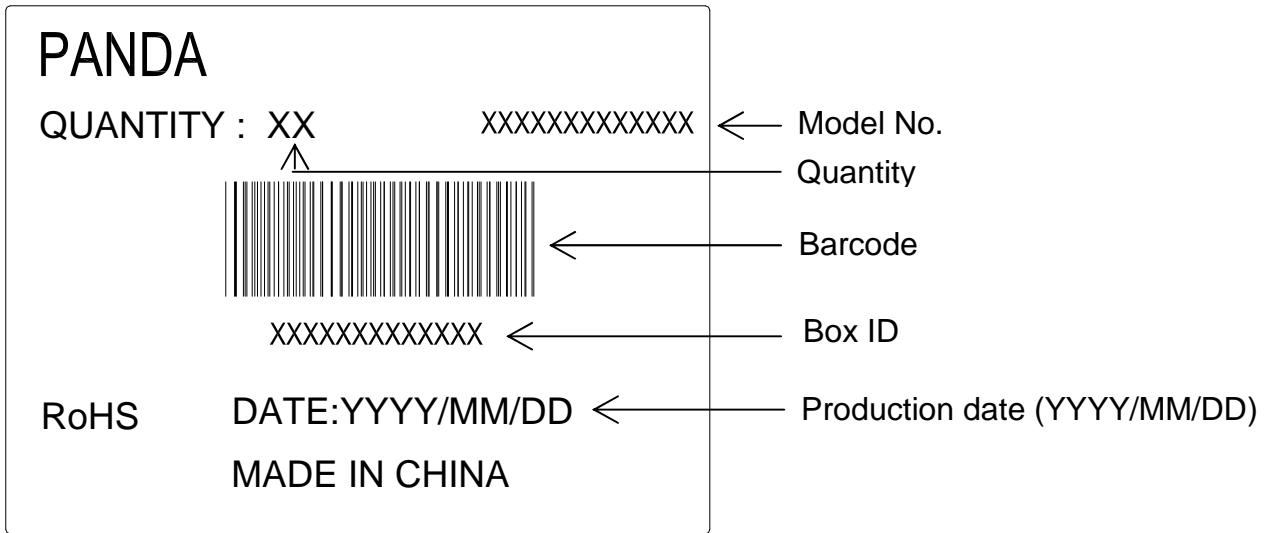 PANDA
QUANTITY : XX XXXXXXXXXXXXX Model No.
Quantity
Barcode
XXXXXXXXXXXXX Box ID
RoHS DATE:YYYY/MM/DD Production date (YYYY/MM/DD)
MADE IN CHINA